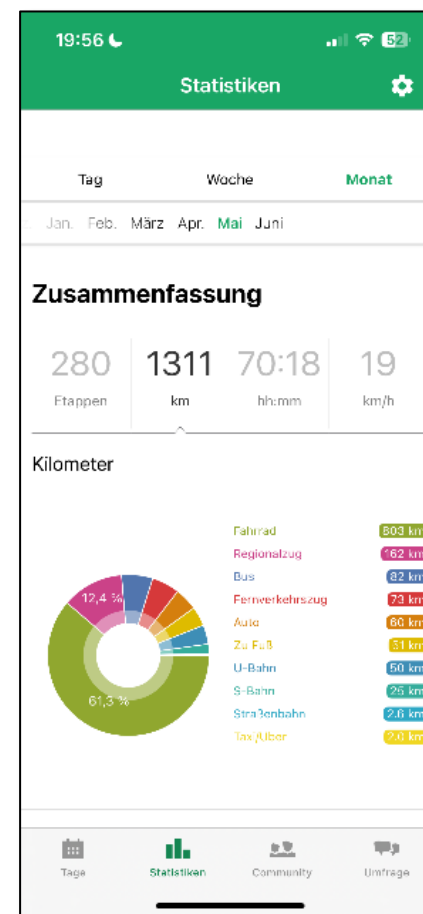 19:56
52
Statistiken
Tag Woche Monat
Jan. Feb. März Apr. Mai Juni
Zusammenfassung
280 1311 70:18 19
Etappen km hh:mm km/h
Kilometer
Fahrrad 803 km
Regionalzug 162 km
Bus 82 km
Fernverkehrszug 73 km
Auto 60 km
Zu Fuß 51 km
U-Bahn 50 km
S-Bahn 25 km
Straßenbahn 2.6 km
Taxi/Uber 2.0 km
12,4 %
61,3 %
Tage Statistiken Community Umfrage